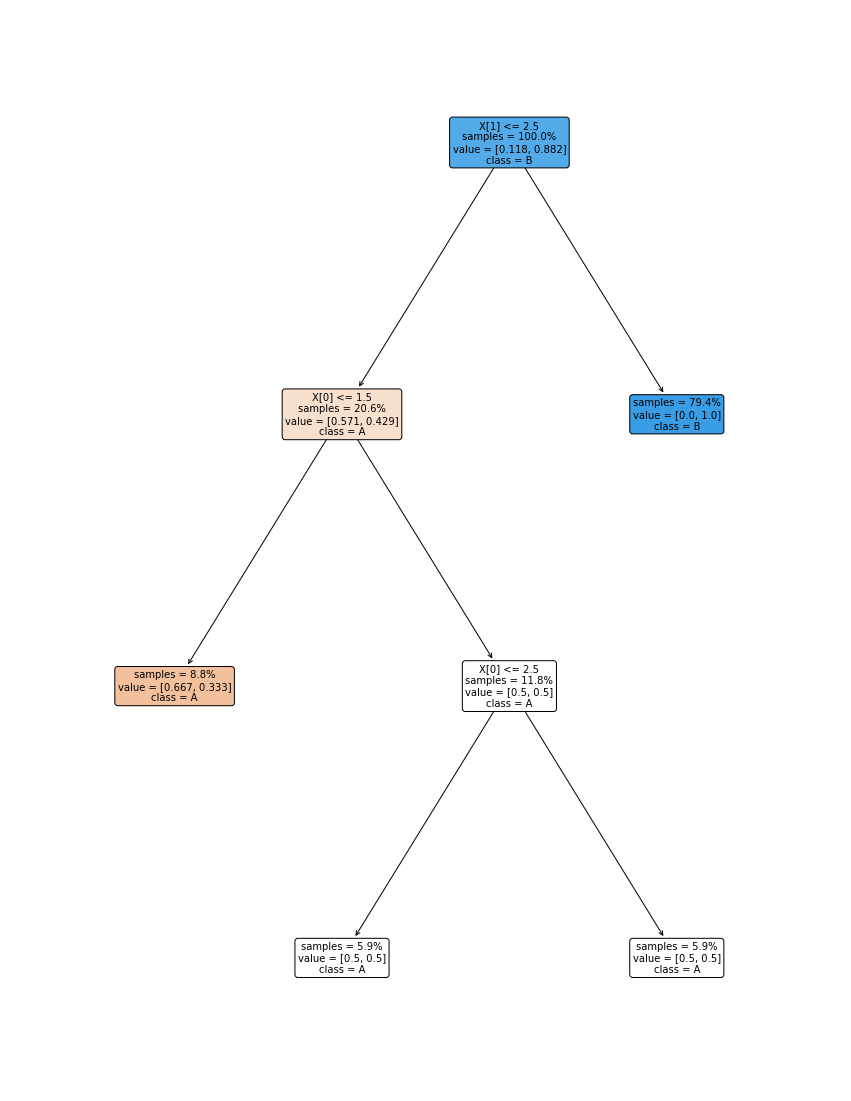 X[1] <= 2.5
samples = 100.0%
value = [0.118, 0.882]
class = B
X[0] <= 1.5
samples = 20.6%
value = [0.571, 0.429]
class = A
samples = 79.4%
value = [0.0, 1.0]
class = B
samples = 8.8%
value = [0.667, 0.333]
class = A
X[0] <= 2.5
samples = 11.8%
value = [0.5, 0.5]
class = A
samples = 5.9%
value = [0.5, 0.5]
class = A
samples = 5.9%
value = [0.5, 0.5]
class = A